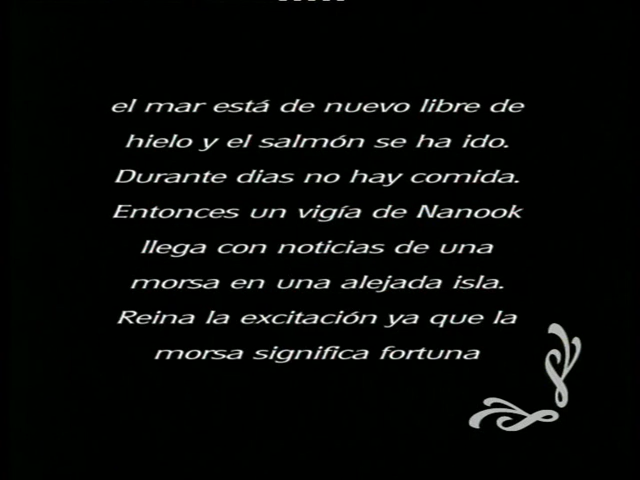 el mar está de nuevo libre de
hielo y el salmón se ha ido.
Durante dias no hay comida.
Entonces un vigía de Nanook
llega con noticias de una
morsa en una alejada isla.
Reina la excitación ya que la
morsa significa fortuna